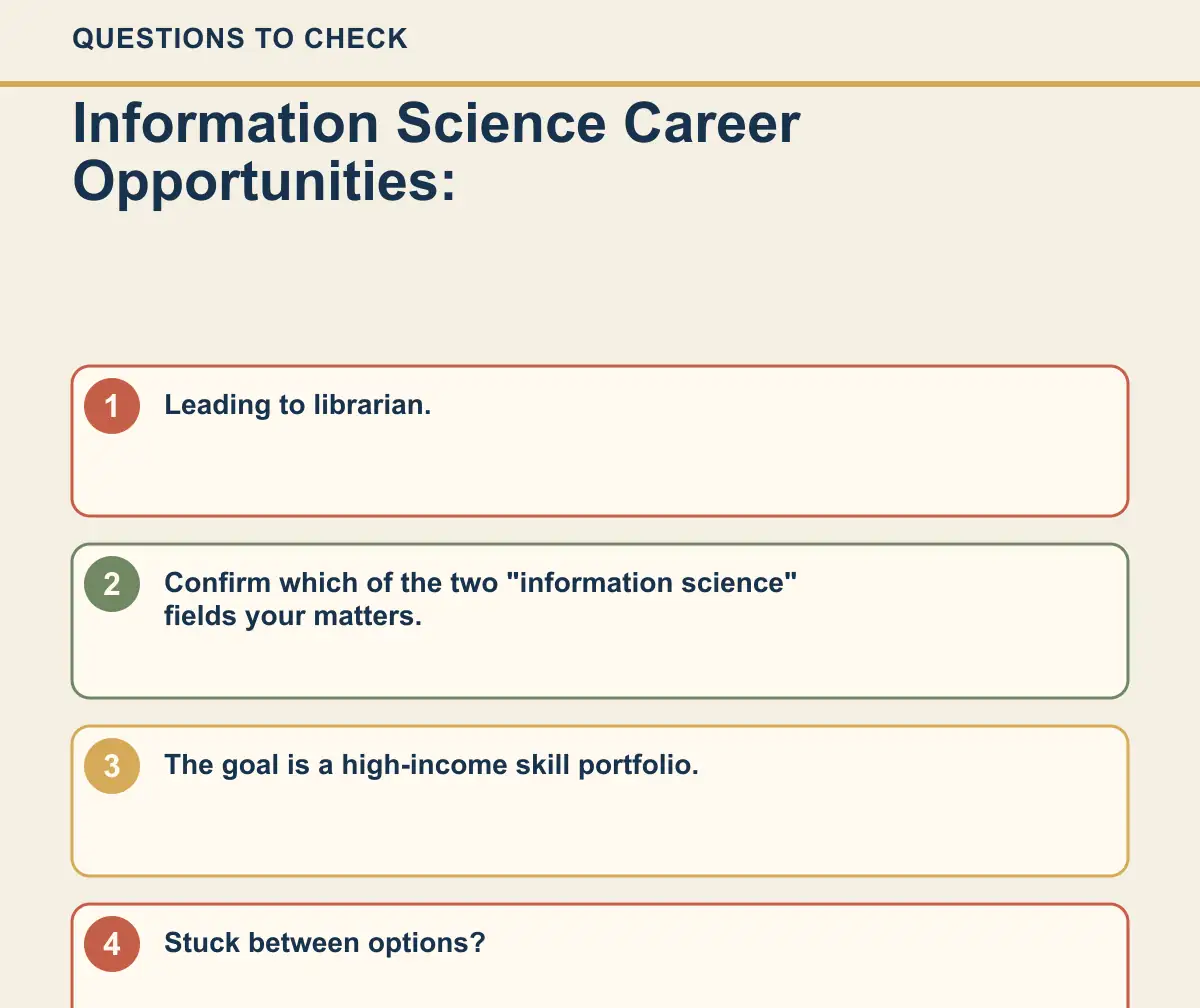 QUESTIONS TO CHECK
Information Science Career
Opportunities:
1
Leading to librarian.
2
Confirm which of the two "information science"
fields your matters.
3
The goal is a high-income skill portfolio.
4
Stuck between options?